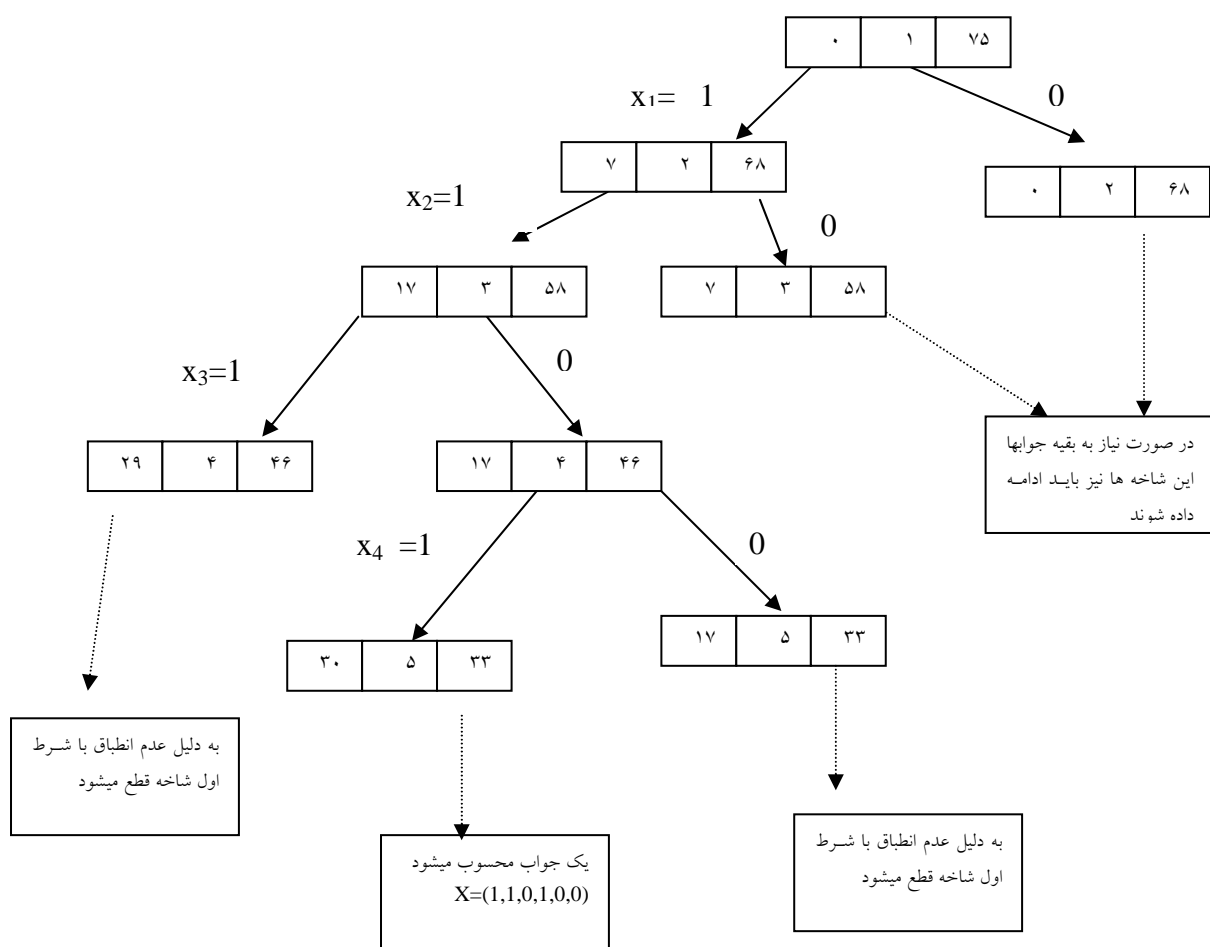 ۰ ۱ ۷۵
x₁= 1
0
۷ ۲ ۶۸
۰ ۲ ۶۸
x₂=1
0
۱۷ ۳ ۵۸
۷ ۳ ۵۸
x₃=1
0
۲۹ ۴ ۴۶
۱۷ ۴ ۴۶
در صورت نیاز به بقیه جوابها
این شاخه ها نیز باید ادامه
داده شوند
x₄ =1
0
۳۰ ۵ ۳۳
۱۷ ۵ ۳۳
به دلیل عدم انطباق با شرط
اول شاخه قطع میشود
یک جواب محسوب میشود
X=(1,1,0,1,0,0)
به دلیل عدم انطباق با شرط
اول شاخه قطع میشود